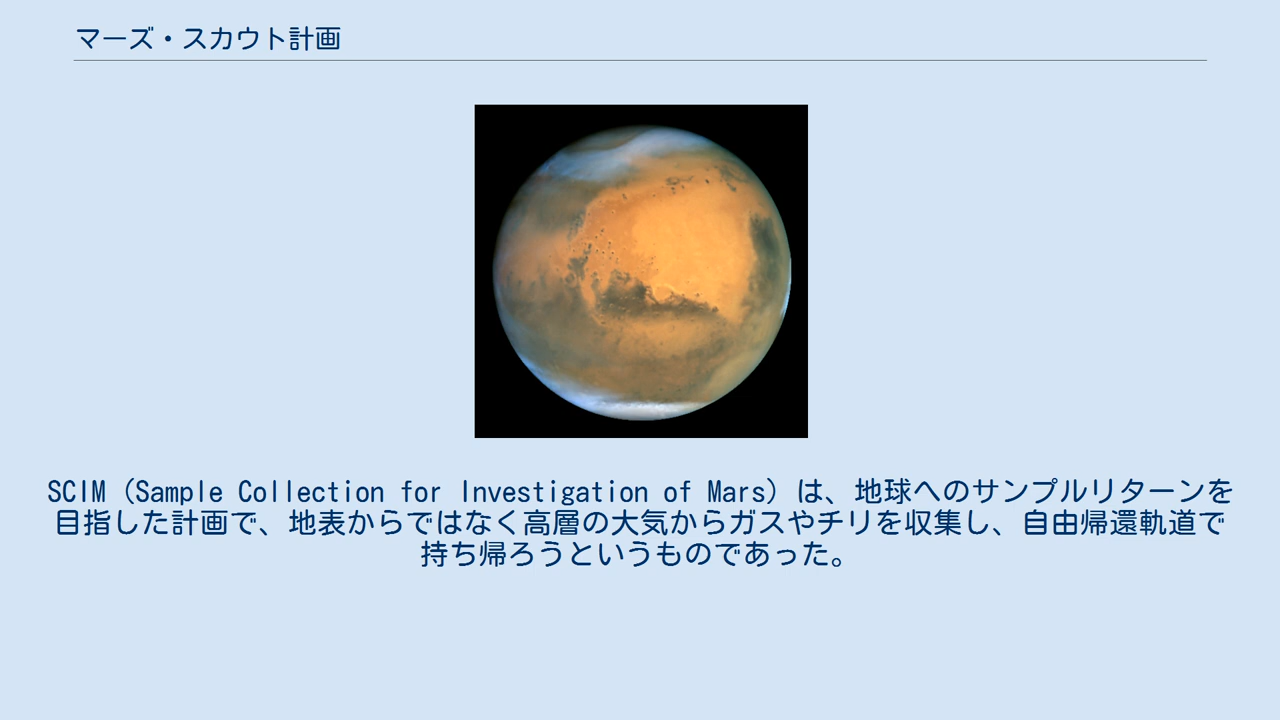 マーズ・スカウト計画
SCIM（Sample Collection for Investigation of Mars）は、地球へのサンプルリターンを
目指した計画で、地表からではなく高層の大気からガスやチリを収集し、自由帰還軌道で
持ち帰ろうというものであった。